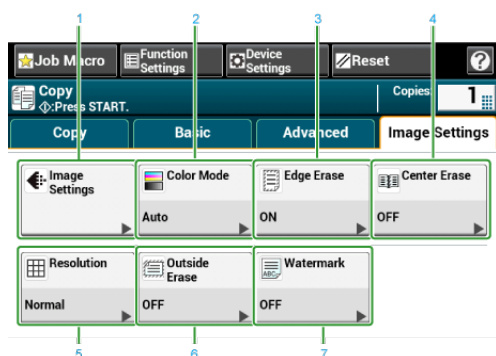 1 2 3 4
Job Macro Function Settings Device Settings Reset ?
Copy Copies: 1
:Press START.
Copy Basic Advanced Image Settings
Image Settings Color Mode Edge Erase Center Erase
Auto ON OFF
Resolution Outside Erase Watermark
ABC
Normal OFF OFF
5 6 7